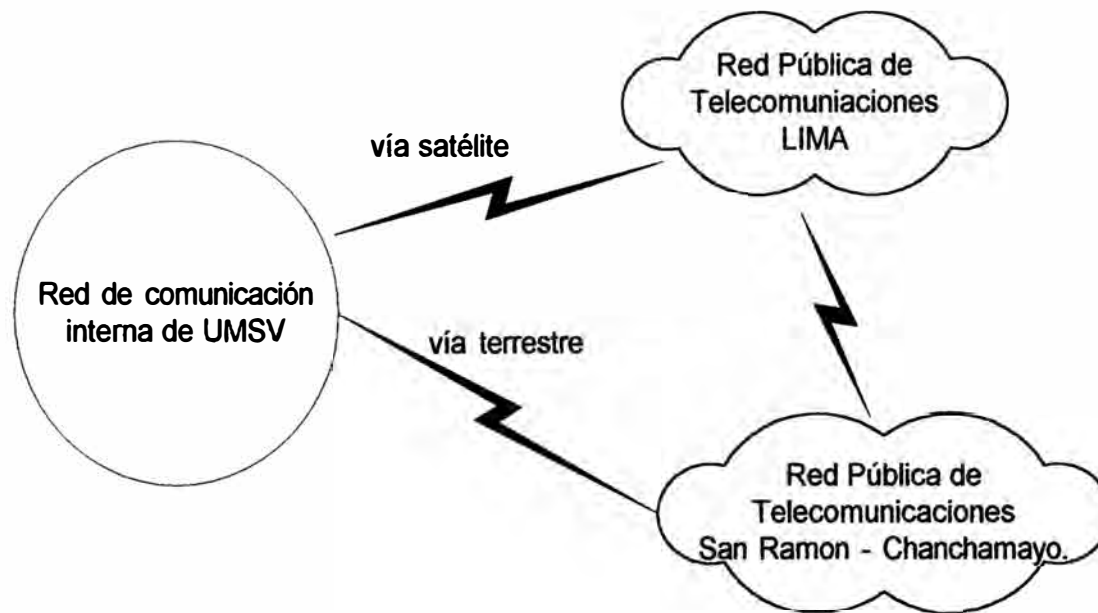 Red Pública de
Telecomuniaciones
LIMA
vía satélite
Red de comunicación
interna de UMSV
vía terrestre
Red Pública de
Telecomunicaciones
San Ramon - Chanchamayo.